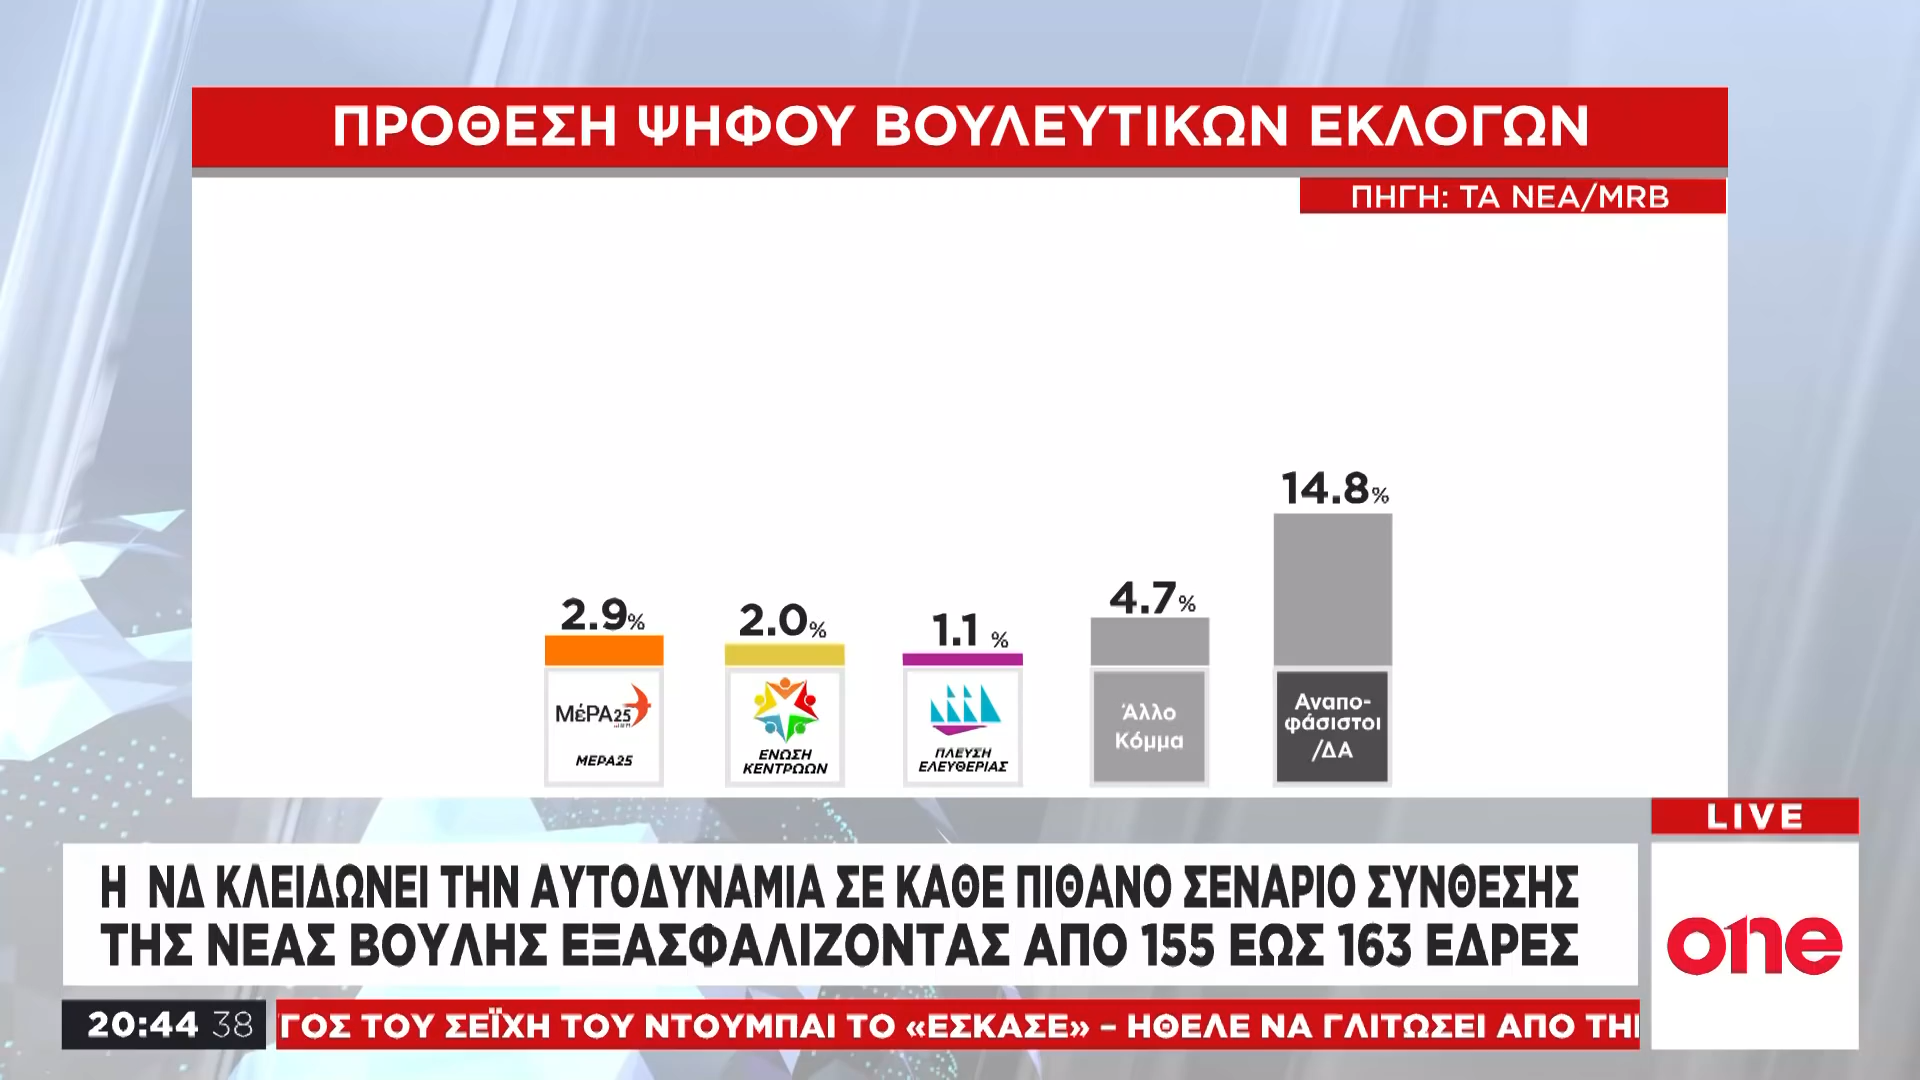 ΠΡΟΘΕΣΗ ΨΗΦΟΥ ΒΟΥΛΕΥΤΙΚΩΝ ΕΚΛΟΓΩΝ
ΠΗΓΗ: ΤΑ ΝΕΑ/MRB
2.9%
2.0%
1.1 %
4.7%
14.8%
ΜέΡΑ25
ΜΕΡΑ25
ΕΝΩΣΗ
ΚΕΝΤΡΩΩΝ
ΠΛΕΥΣΗ
ΕΛΕΥΘΕΡΙΑΣ
Άλλο
Κόμμα
Αναπο-
φάσιστοι
/ΔΑ
LIVE
Η ΝΔ ΚΛΕΙΔΩΝΕΙ ΤΗΝ ΑΥΤΟΔΥΝΑΜΙΑ ΣΕ ΚΑΘΕ ΠΙΘΑΝΟ ΣΕΝΑΡΙΟ ΣΥΝΘΕΣΗΣ
ΤΗΣ ΝΕΑΣ ΒΟΥΛΗΣ ΕΞΑΣΦΑΛΙΖΟΝΤΑΣ ΑΠΟ 155 ΕΩΣ 163 ΕΔΡΕΣ
one
20:44 38
ΓΟΣ ΤΟΥ ΣΕΪΧΗ ΤΟΥ ΝΤΟΥΜΠΑΙ ΤΟ «ΕΣΚΑΣΕ» – ΗΘΕΛΕ ΝΑ ΓΛΙΤΩΣΕΙ ΑΠΟ ΤΗ